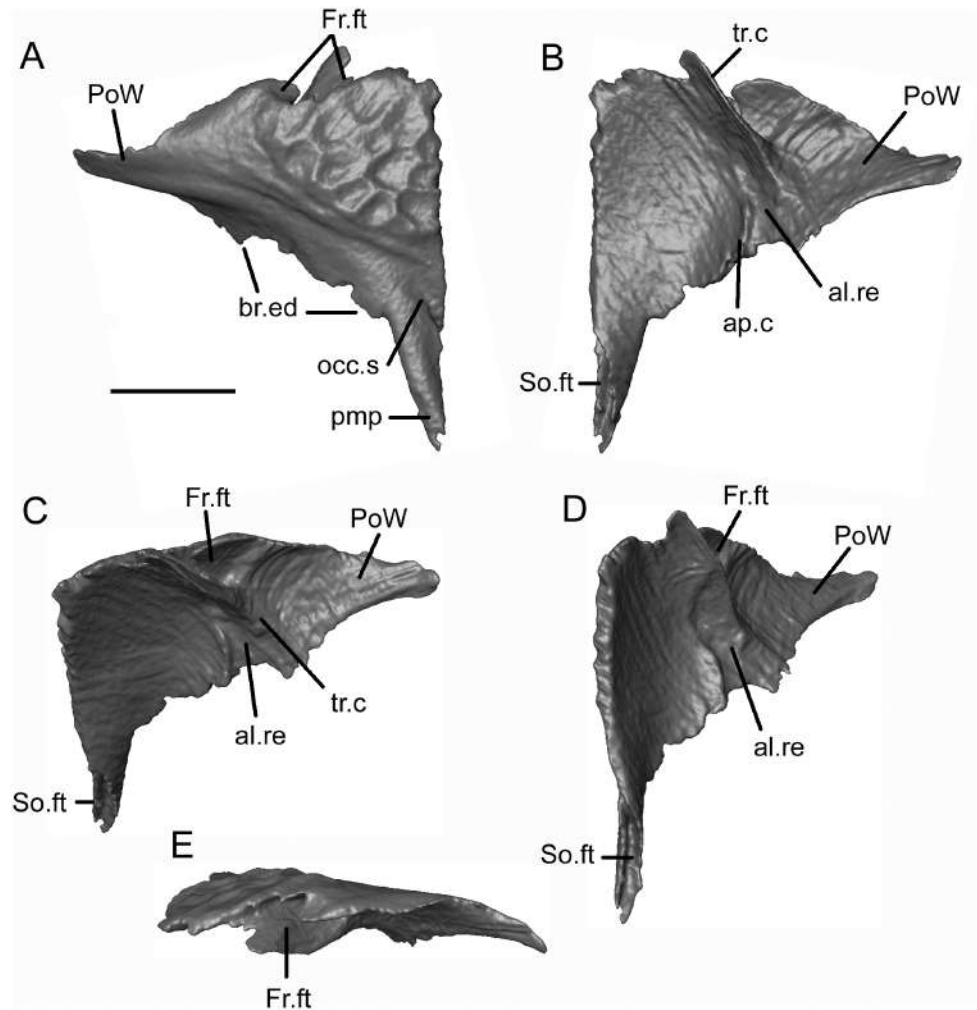 A
Fr.ft
PoW
br.ed
occ.s
pmp
B
tr.c
PoW
al.re
ap.c
So.ft
C
Fr.ft
PoW
tr.c
al.re
So.ft
D
Fr.ft
PoW
al.re
So.ft
E
Fr.ft